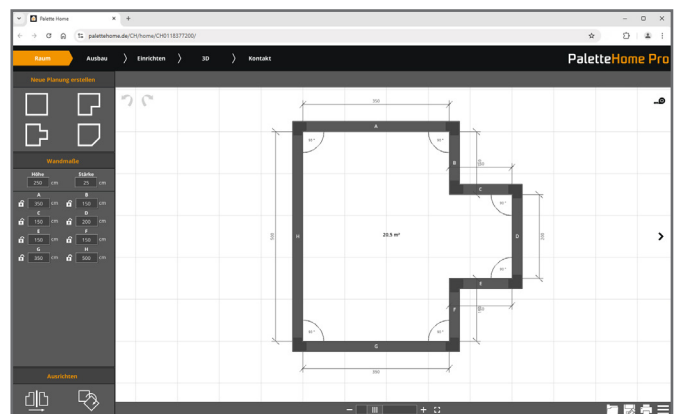 Palette Home
palettehome.de/CH/home/CH0118377200/
Raum Ausbau Einrichten 3D Kontakt
PaletteHome Pro
Neue Planung erstellen
Wandmaße
Höhe Stärke
250 cm 25 cm
A B
350 cm 150 cm
C D
150 cm 200 cm
E F
150 cm 150 cm
G H
350 cm 500 cm
Ausrichten
350
A
B
C
500
H
20.5 m²
D
200
E
F
G
350